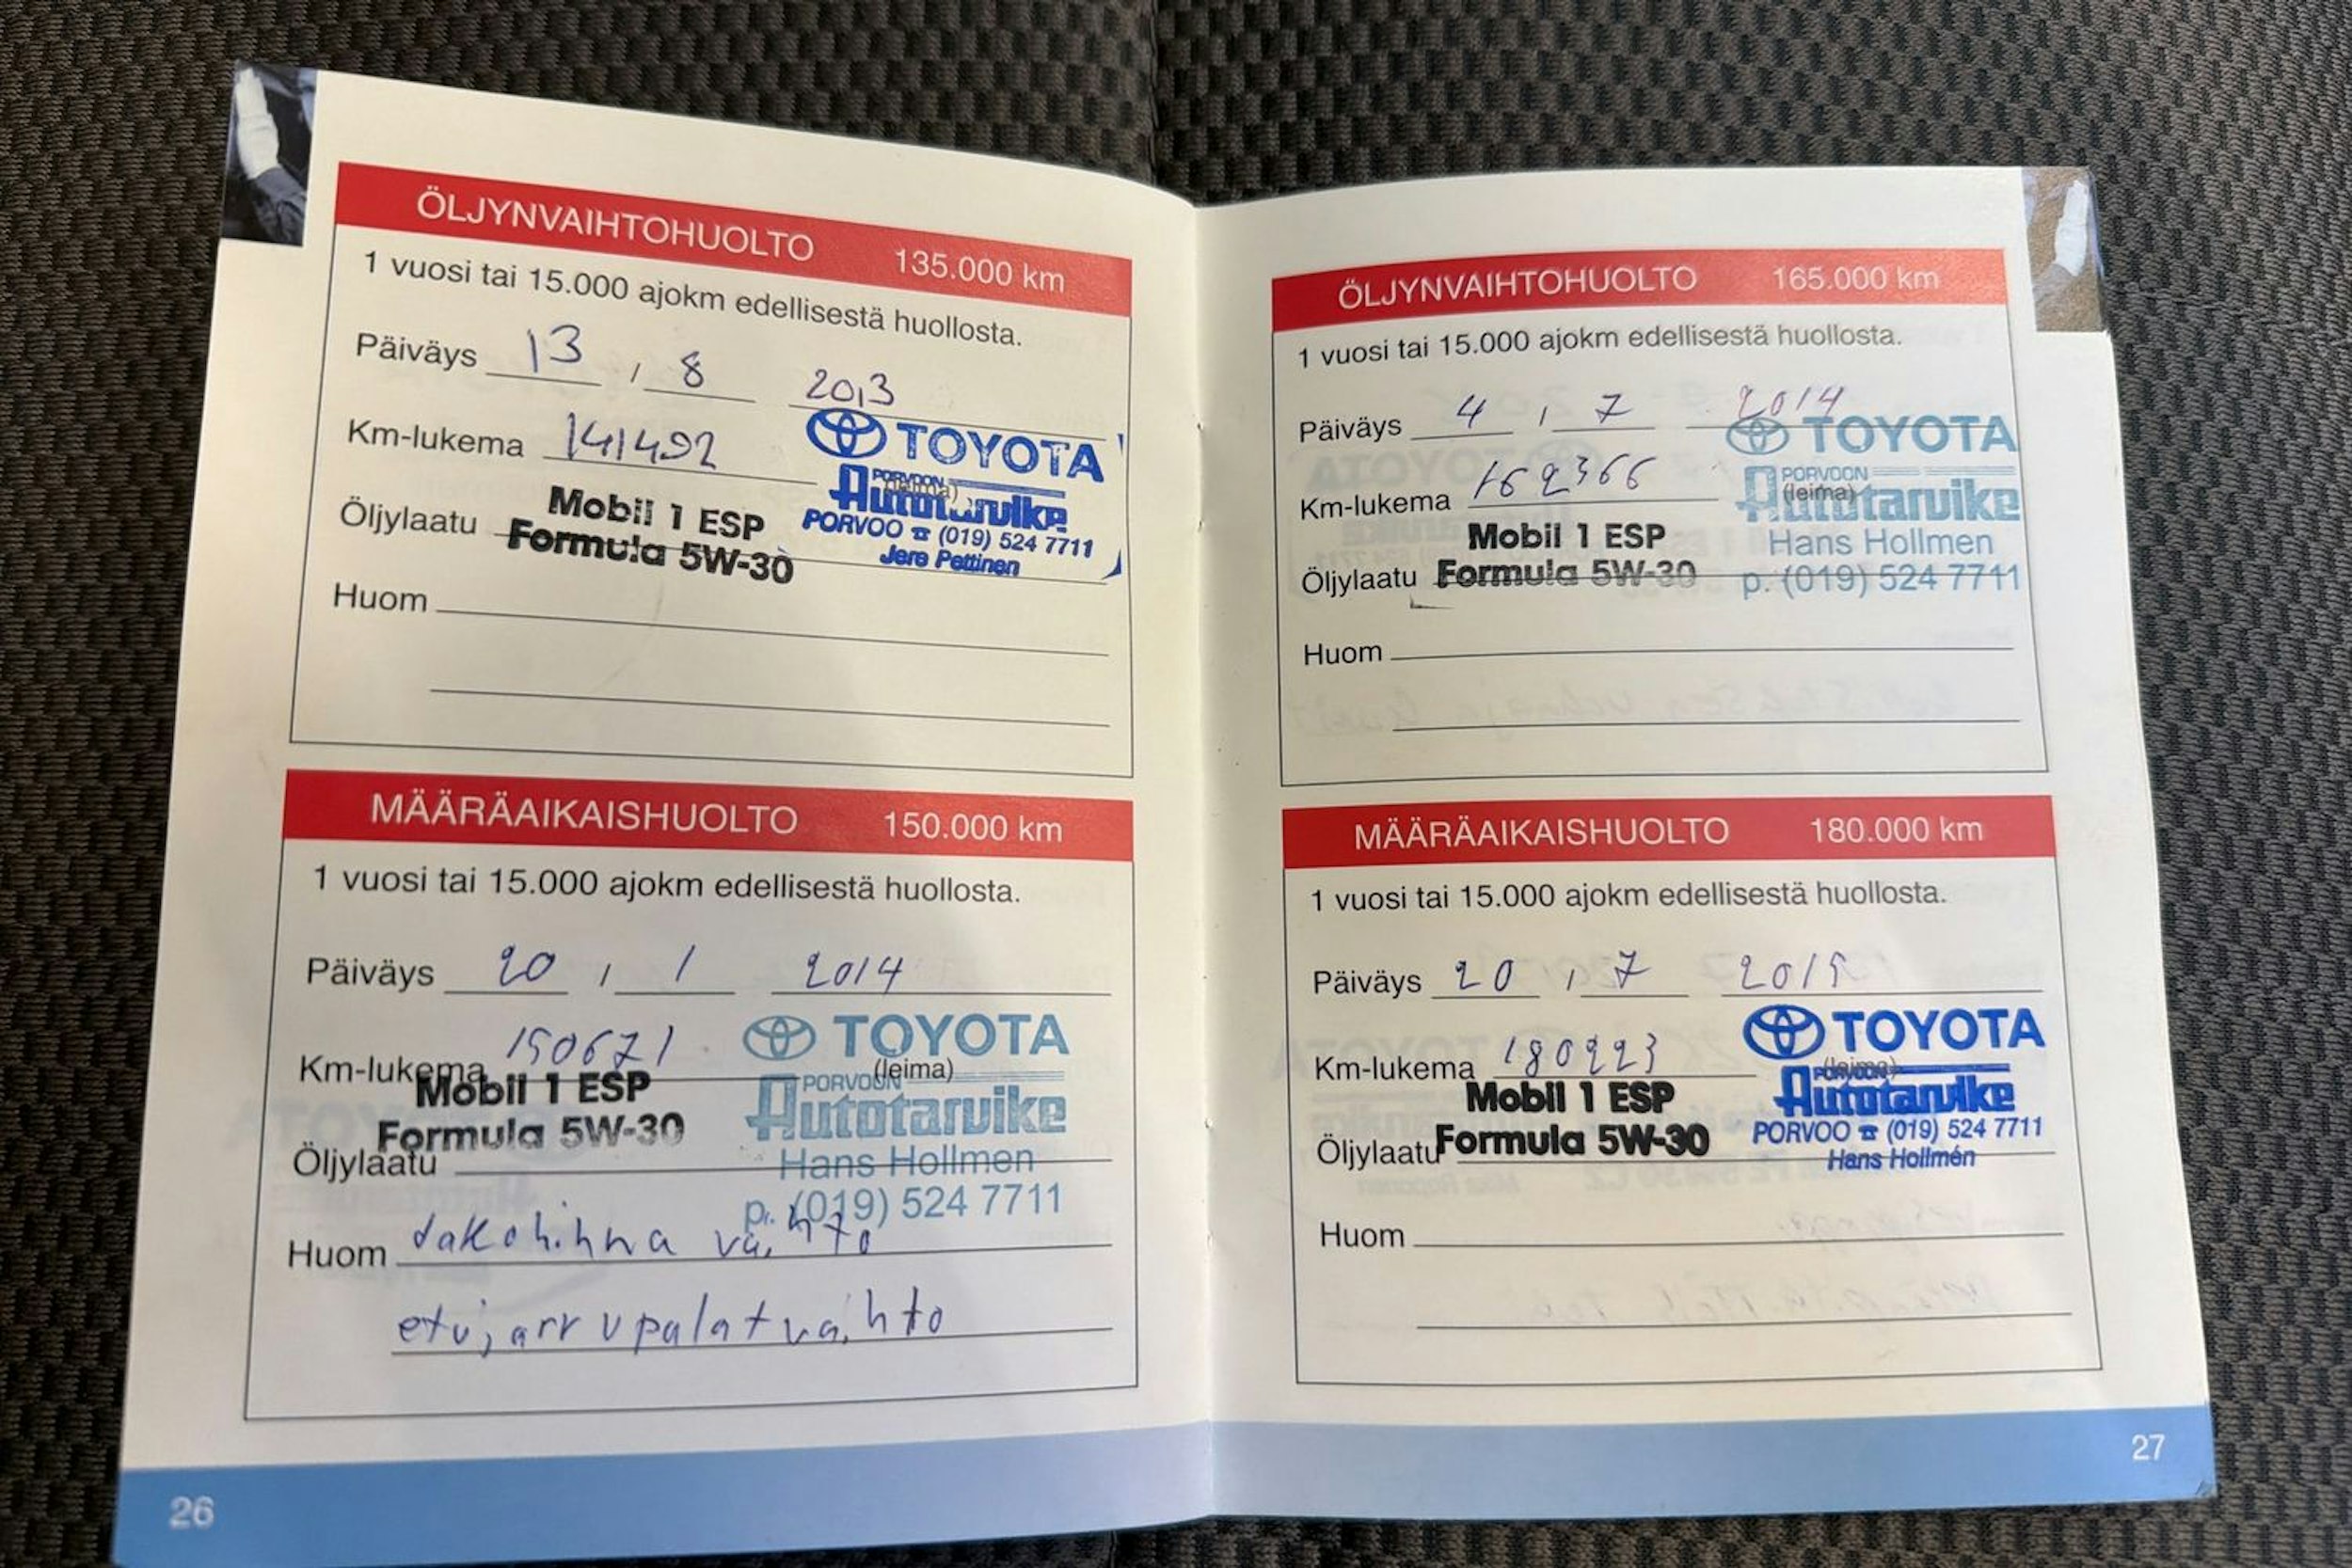 ÖLJYNVAIHTOHUOLTO 135.000 km
1 vuosi tai 15.000 ajokm edellisestä huollosta.
Päiväys 13 / 8 2013
Km-lukema 141492
TOYOTA
PORVOON
(leima)
Autotarvike
PORVOO ☎ (019) 524 7711
Jere Pettinen
Öljylaatu Mobil 1 ESP
Formula 5W-30
Huom
MÄÄRÄAIKAISHUOLTO 150.000 km
1 vuosi tai 15.000 ajokm edellisestä huollosta.
Päiväys 20 / 1 2014
Km-lukema 150671
TOYOTA
(leima)
PORVOON
Autotarvike
Hans Hollmen
p. (019) 524 7711
Mobil 1 ESP
Formula 5W-30
Öljylaatu
Huom jakohihna vaihto
etujarrupalat vaihto
26
ÖLJYNVAIHTOHUOLTO 165.000 km
1 vuosi tai 15.000 ajokm edellisestä huollosta.
Päiväys 4 / 7 2014
Km-lukema 162366
TOYOTA
PORVOON
(leima)
Autotarvike
Hans Hollmen
p. (019) 524 7711
Mobil 1 ESP
Öljylaatu Formula 5W-30
Huom
MÄÄRÄAIKAISHUOLTO 180.000 km
1 vuosi tai 15.000 ajokm edellisestä huollosta.
Päiväys 20 / 7 2015
Km-lukema 180223
TOYOTA
(leima)
PORVOON
Autotarvike
PORVOO ☎ (019) 524 7711
Hans Hollmén
Mobil 1 ESP
Öljylaatu Formula 5W-30
Huom
27